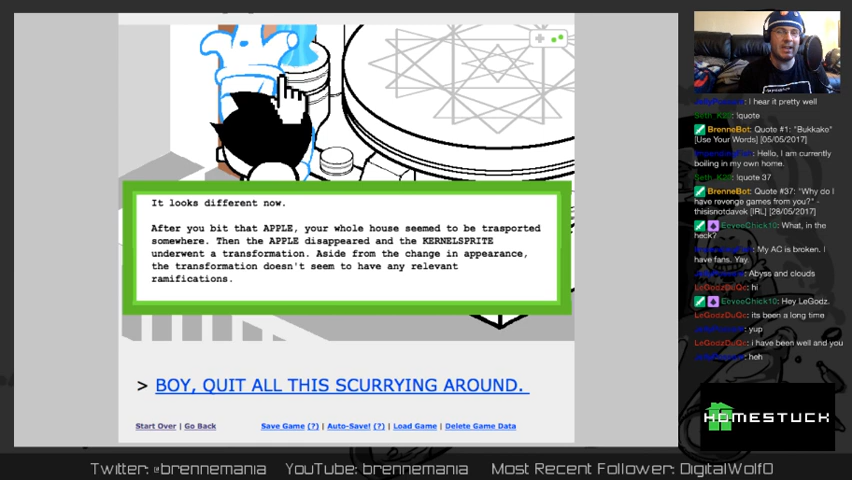 It looks different now.
After you bit that APPLE, your whole house seemed to be trasported
somewhere. Then the APPLE disappeared and the KERNELSPRITE
underwent a transformation. Aside from the change in appearance,
the transformation doesn't seem to have any relevant
ramifications.
> BOY, QUIT ALL THIS SCURRYING AROUND.
Start Over | Go Back
Save Game (?) | Auto-Save! (?) | Load Game | Delete Game Data
: I hear it pretty well
: !quote
BrenneBot: Quote #1: "Bukkako"
[Use Your Words] [05/05/2017]
: Hello, I am currently
boiling in my own home.
: !quote 37
BrenneBot: Quote #37: "Why do I
have revenge games from you?" -
thisisnotdavok [IRL] [28/05/2017]
EeveeChick10: What, in the
heck?
: My AC is broken. I
have fans. Yay
: Abyss and clouds
LeGodzDuQc: hi
EeveeChick10: Hey LeGodz.
LeGodzDuQc: its been a long time
: yup
LeGodzDuQc: i have been well and you
: heh
HOMESTUCK
Twitter: @brennemania YouTube: brennemania Most Recent Follower: DigitalWolf0